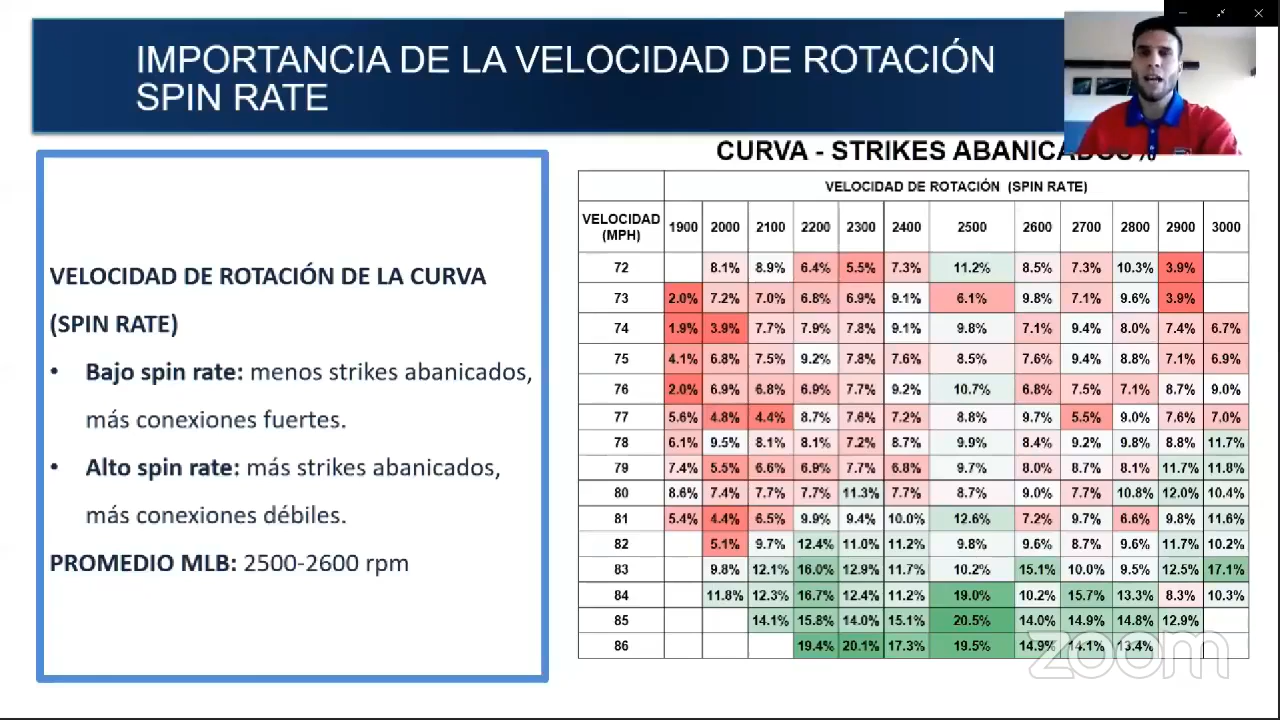 IMPORTANCIA DE LA VELOCIDAD DE ROTACIÓN
SPIN RATE
VELOCIDAD DE ROTACIÓN DE LA CURVA
(SPIN RATE)
• Bajo spin rate: menos strikes abanicados,
más conexiones fuertes.
• Alto spin rate: más strikes abanicados,
más conexiones débiles.
PROMEDIO MLB: 2500-2600 rpm
CURVA - STRIKES ABANICADOS%
VELOCIDAD DE ROTACIÓN (SPIN RATE)
VELOCIDAD
(MPH) 1900 2000 2100 2200 2300 2400 2500 2600 2700 2800 2900 3000
72 8.1% 8.9% 6.4% 5.5% 7.3% 11.2% 8.5% 7.3% 10.3% 3.9%
73 2.0% 7.2% 7.0% 6.8% 6.9% 9.1% 6.1% 9.8% 7.1% 9.6% 3.9%
74 1.9% 3.9% 7.7% 7.9% 7.8% 9.1% 9.8% 7.1% 9.4% 8.0% 7.4% 6.7%
75 4.1% 6.8% 7.5% 9.2% 7.8% 7.6% 8.5% 7.6% 9.4% 8.8% 7.1% 6.9%
76 2.0% 6.9% 6.8% 6.9% 7.7% 9.2% 10.7% 6.8% 7.5% 7.1% 8.7% 9.0%
77 5.6% 4.8% 4.4% 8.7% 7.6% 7.2% 8.8% 9.7% 5.5% 9.0% 7.6% 7.0%
78 6.1% 9.5% 8.1% 8.1% 7.2% 8.7% 9.9% 8.4% 9.2% 9.8% 8.8% 11.7%
79 7.4% 5.5% 6.6% 6.9% 7.7% 6.8% 9.7% 8.0% 8.7% 8.1% 11.7% 11.8%
80 8.6% 7.4% 7.7% 7.7% 11.3% 7.7% 8.7% 9.0% 7.7% 10.8% 12.0% 10.4%
81 5.4% 4.4% 6.5% 9.9% 9.4% 10.0% 12.6% 7.2% 9.7% 6.6% 9.8% 11.6%
82 5.1% 9.7% 12.4% 11.0% 11.2% 9.8% 9.6% 8.7% 9.6% 11.7% 10.2%
83 9.8% 12.1% 16.0% 12.9% 11.7% 10.2% 15.1% 10.0% 9.5% 12.5% 17.1%
84 11.8% 12.3% 16.7% 12.4% 11.2% 19.0% 10.2% 15.7% 13.3% 8.3% 10.3%
85 14.1% 15.8% 14.0% 15.1% 20.5% 14.0% 14.9% 14.8% 12.9%
86 19.4% 20.1% 17.3% 19.5% 14.9% 14.1% 13.4%
zoom